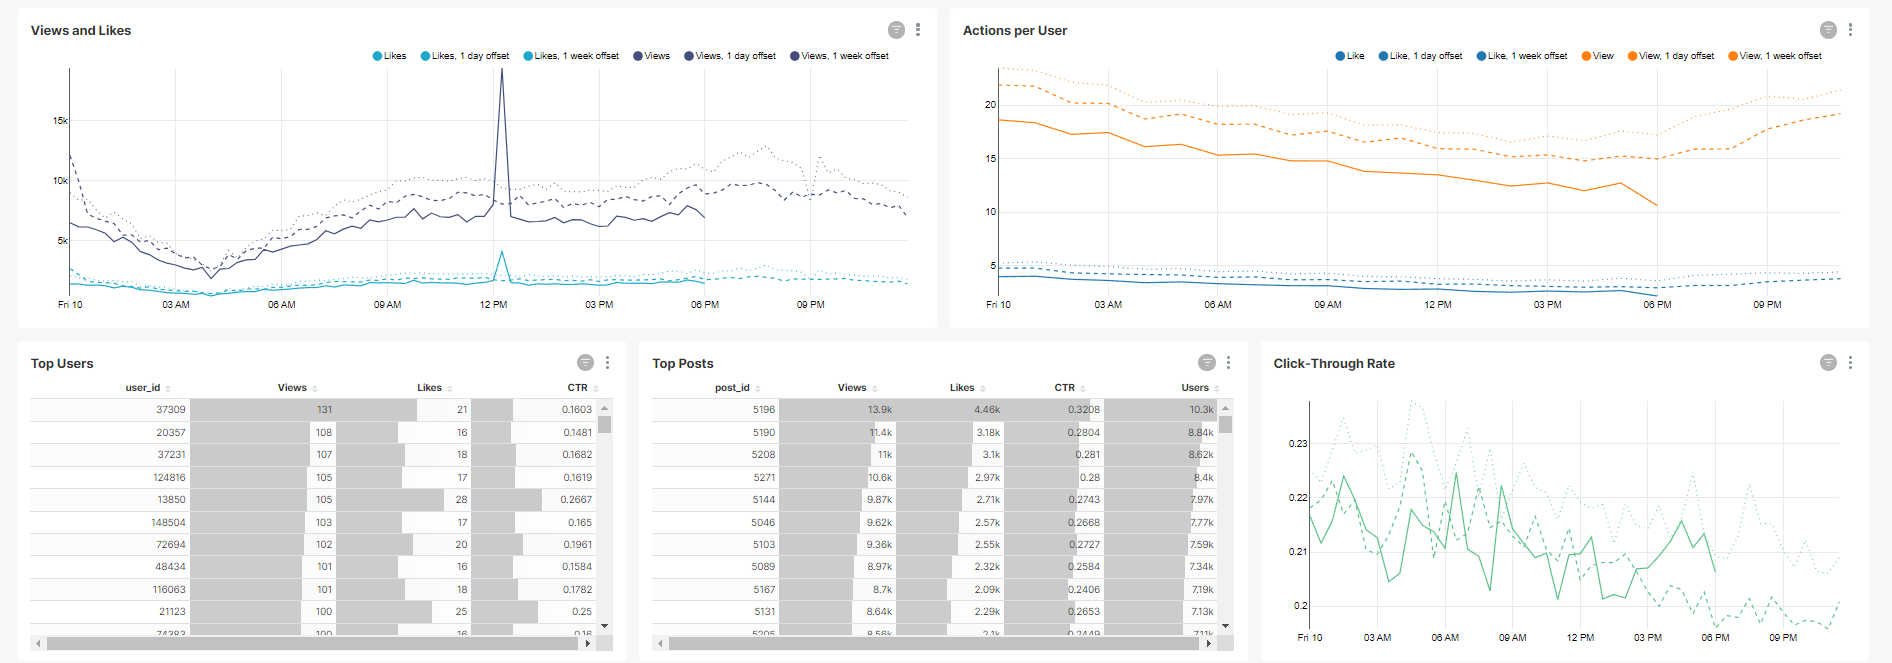 Views and Likes
Likes Likes, 1 day offset Likes, 1 week offset Views Views, 1 day offset Views, 1 week offset
15k
10k
5k
Fri 10 03 AM 06 AM 09 AM 12 PM 03 PM 06 PM 09 PM
Actions per User
Like Like, 1 day offset Like, 1 week offset View View, 1 day offset View, 1 week offset
20
15
10
5
Fri 10 03 AM 06 AM 09 AM 12 PM 03 PM 06 PM 09 PM
Top Users
user_id Views Likes CTR
37309 131 21 0.1603
20357 108 16 0.1481
37231 107 18 0.1682
124816 105 17 0.1619
13850 105 28 0.2667
148504 103 17 0.165
72694 102 20 0.1961
48434 101 16 0.1584
116063 101 18 0.1782
21123 100 25 0.25
74383 100 16 0.16
Top Posts
post_id Views Likes CTR Users
5196 13.9k 4.46k 0.3208 10.3k
5190 11.4k 3.18k 0.2804 8.84k
5208 11k 3.1k 0.281 8.62k
5271 10.6k 2.97k 0.28 8.4k
5144 9.87k 2.71k 0.2743 7.97k
5046 9.62k 2.57k 0.2668 7.77k
5103 9.36k 2.55k 0.2727 7.59k
5089 8.97k 2.32k 0.2584 7.34k
5167 8.7k 2.09k 0.2406 7.19k
5131 8.64k 2.29k 0.2653 7.13k
5205 8.56k 2.1k 0.2449 7.11k
Click-Through Rate
0.23
0.22
0.21
0.2
Fri 10 03 AM 06 AM 09 AM 12 PM 03 PM 06 PM 09 PM